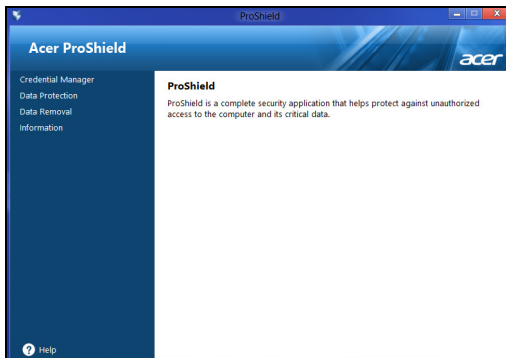 ProShield
Acer ProShield
acer
Credential Manager
Data Protection
Data Removal
Information
ProShield
ProShield is a complete security application that helps protect against unauthorized
access to the computer and its critical data.
? Help